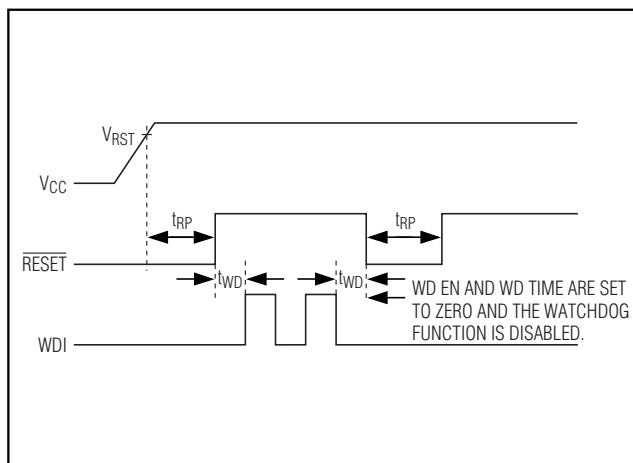 VRST
VCC
tRP
tRP
RESET
tWD
tWD
WD EN AND WD TIME ARE SET
TO ZERO AND THE WATCHDOG
FUNCTION IS DISABLED.
WDI